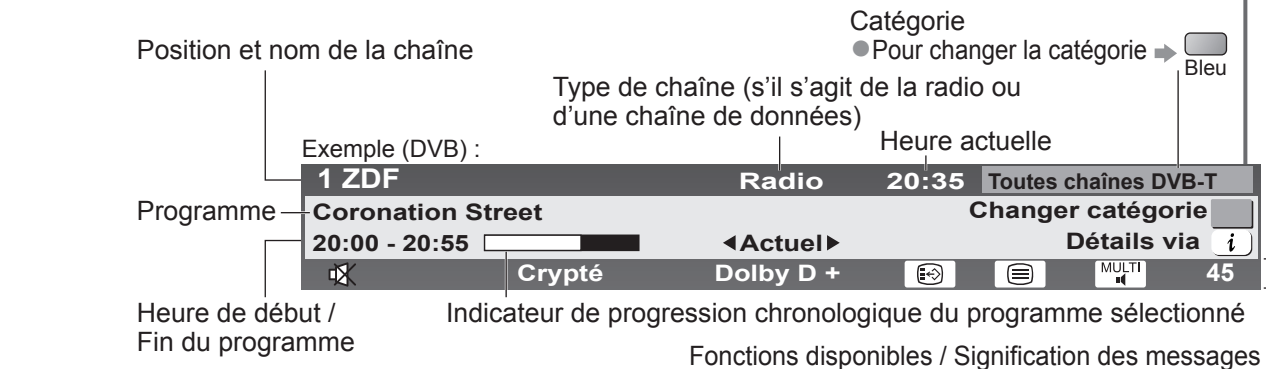 Catégorie
Position et nom de la chaîne
●Pour changer la catégorie
Bleu
Type de chaîne (s'il s'agit de la radio ou
d'une chaîne de données)
Heure actuelle
Exemple (DVB) :
1 ZDF Radio 20:35 Toutes chaînes DVB-T
Programme Coronation Street Changer catégorie
20:00 - 20:55 ◄Actuel► Détails via i
Crypté Dolby D + MULTI 45
Heure de début /
Fin du programme
Indicateur de progression chronologique du programme sélectionné
Fonctions disponibles / Signification des messages